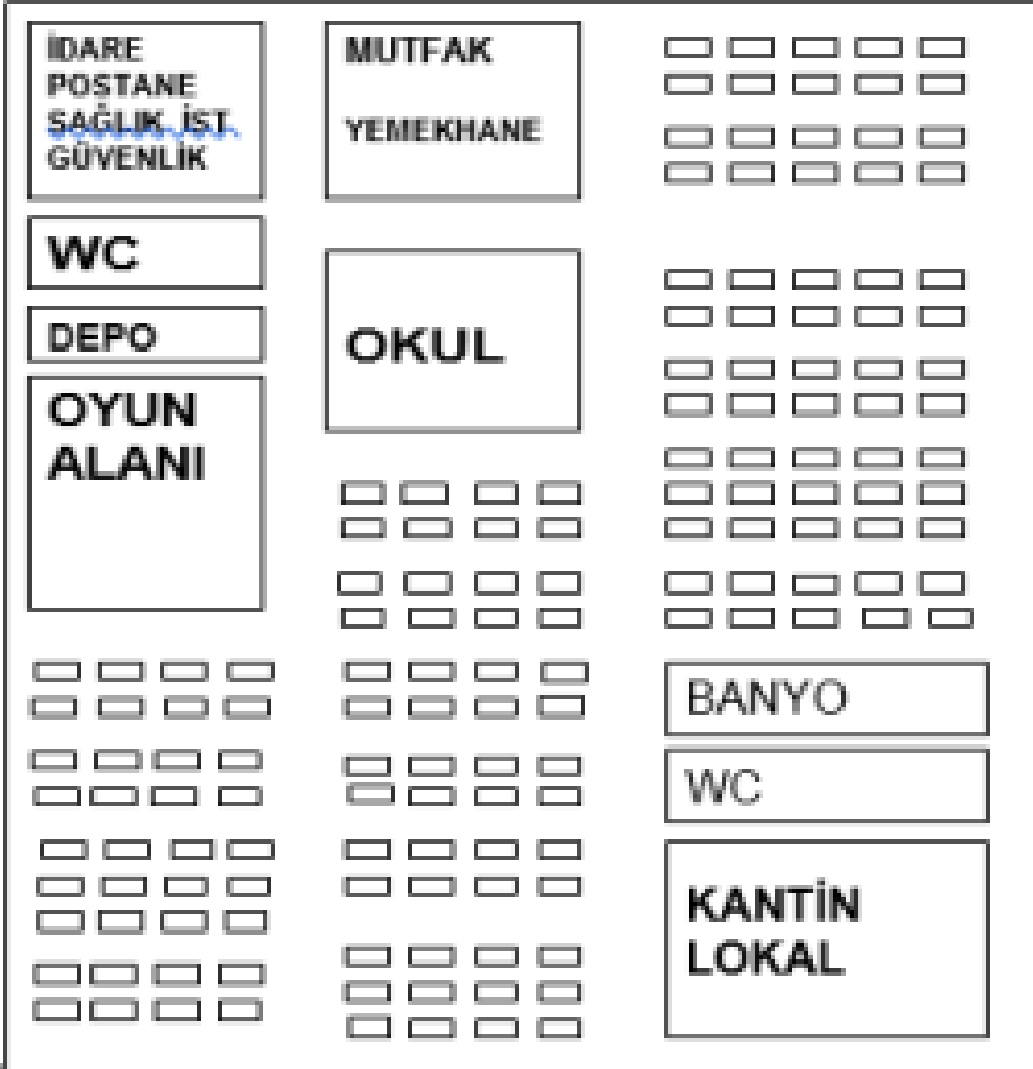 İDARE
POSTANE
SAĞLIK İST.
GÜVENLİK
WC
DEPO
OYUN
ALANI
MUTFAK
YEMEKHANE
OKUL
BANYO
WC
KANTİN
LOKAL